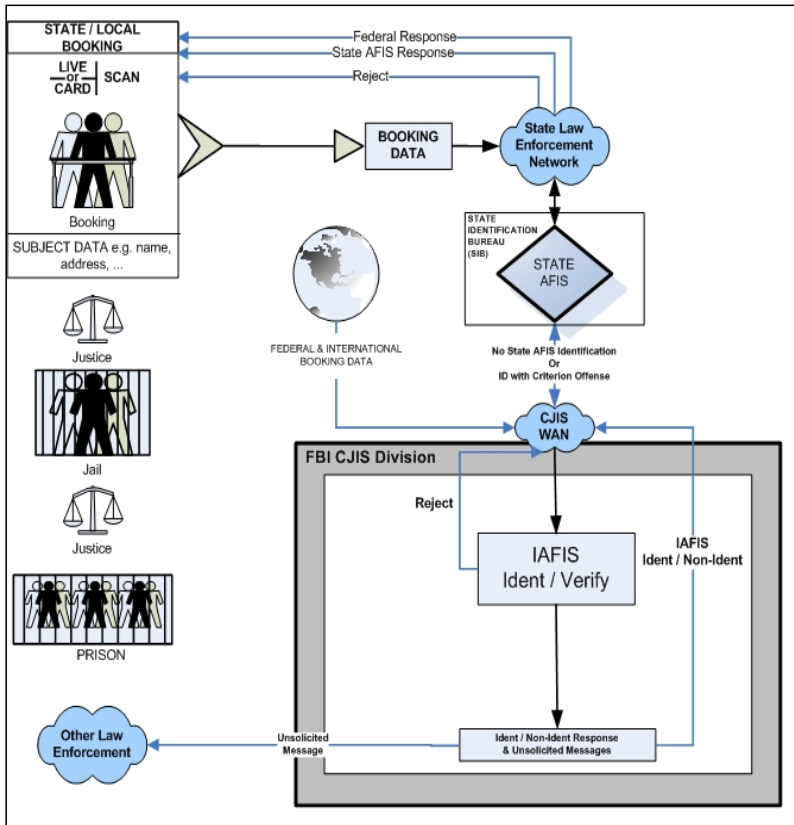 STATE / LOCAL
BOOKING
LIVE
or
CARD
SCAN
Booking
SUBJECT DATA e.g. name,
address, ...
Federal Response
State AFIS Response
Reject
BOOKING
DATA
State Law
Enforcement
Network
STATE
IDENTIFICATION
BUREAU
(SIB)
STATE
AFIS
FEDERAL & INTERNATIONAL
BOOKING DATA
No State AFIS Identification
Or
ID with Criterion Offense
Justice
Jail
Justice
PRISON
CJIS
WAN
FBI CJIS Division
Reject
IAFIS
Ident / Verify
IAFIS
Ident / Non-Ident
Other Law
Enforcement
Unsolicited
Message
Ident / Non-Ident Response
& Unsolicited Messages